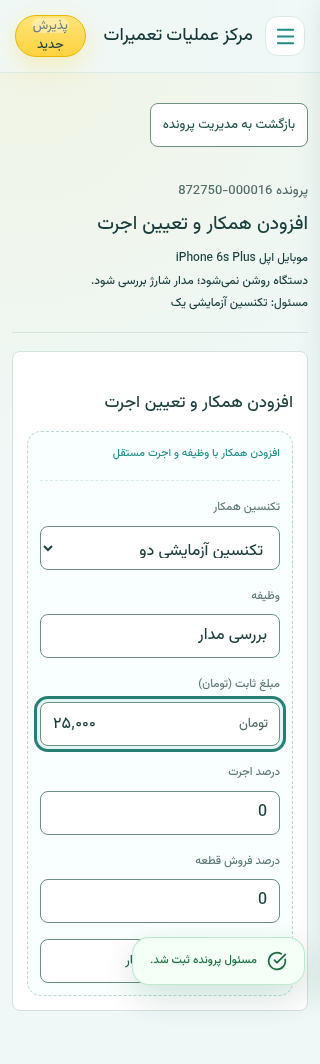 مرکز عملیات تعمیرات
پذیرش
جدید
بازگشت به مدیریت پرونده
پرونده 000016-872750
افزودن همکار و تعیین اجرت
موبایل اپل iPhone 6s Plus
دستگاه روشن نمی‌شود؛ مدار شارژ بررسی شود.
مسئول: تکنسین آزمایشی یک
افزودن همکار و تعیین اجرت
افزودن همکار با وظیفه و اجرت مستقل
تکنسین همکار
تکنسین آزمایشی دو
وظیفه
بررسی مدار
مبلغ ثابت (تومان)
تومان
۲۵,۰۰۰
درصد اجرت
0
درصد فروش قطعه
0
مسئول پرونده ثبت شد.